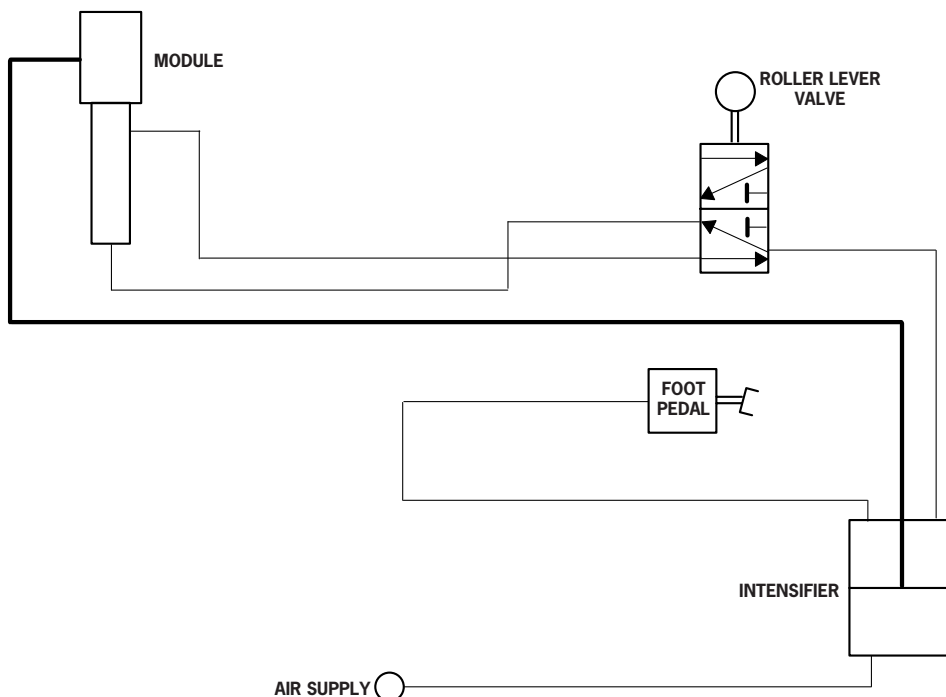 MODULE
ROLLER LEVER
VALVE
FOOT
PEDAL
INTENSIFIER
AIR SUPPLY